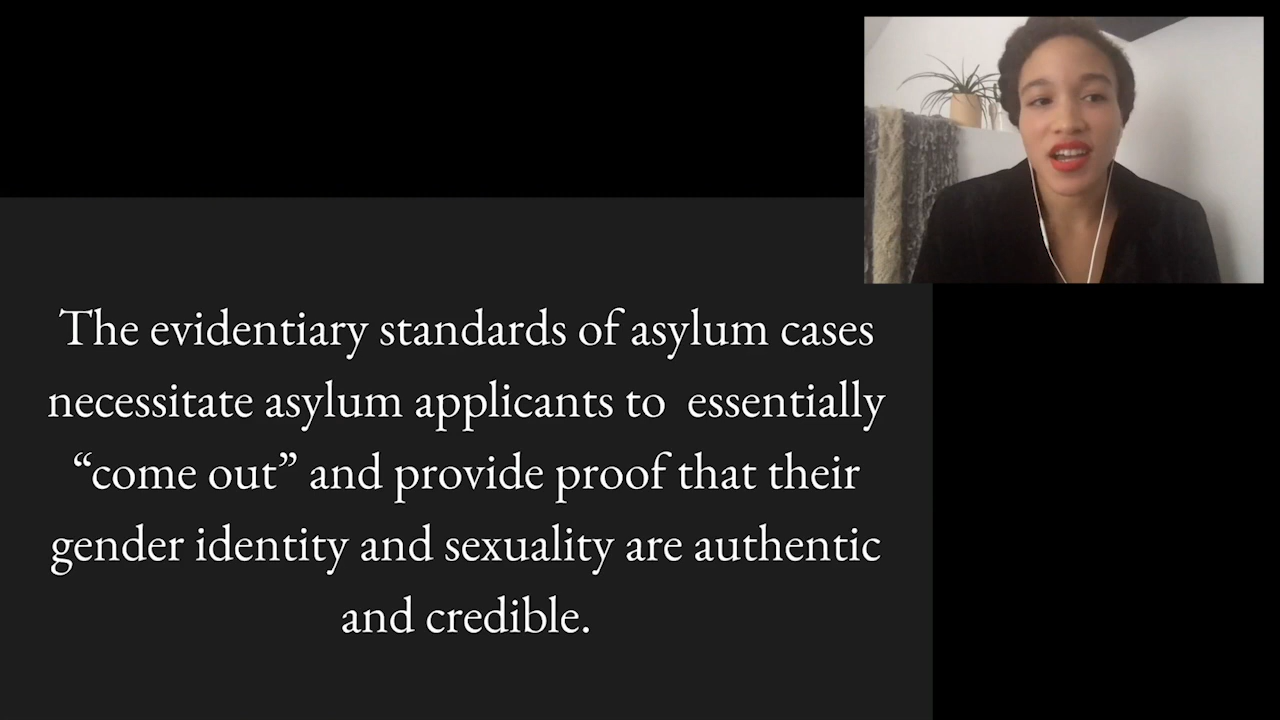 The evidentiary standards of asylum cases
necessitate asylum applicants to  essentially
“come out” and provide proof that their
gender identity and sexuality are authentic
and credible.